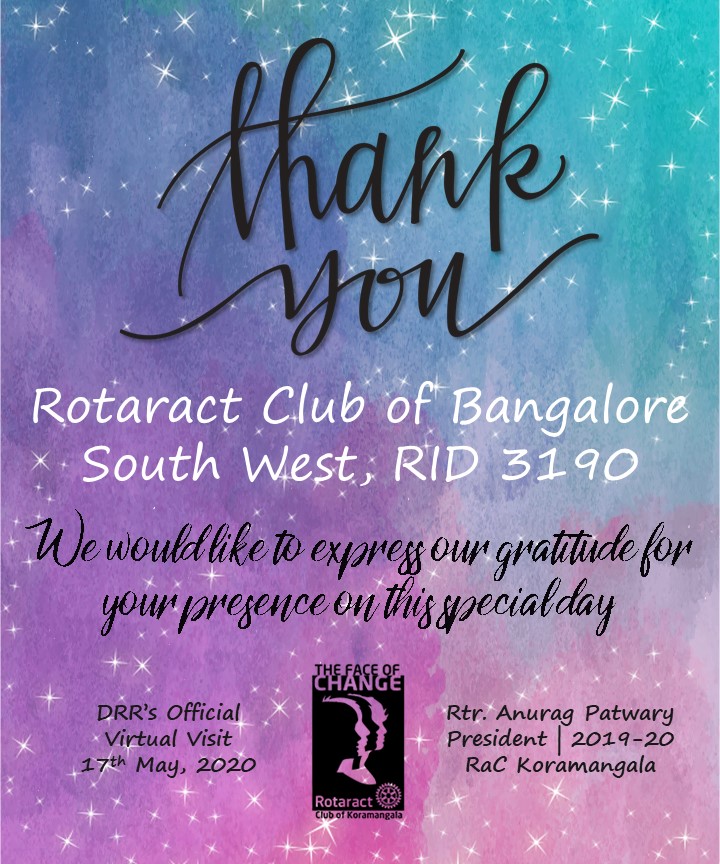 thank
you
Rotaract Club of Bangalore
South West, RID 3190
We would like to express our gratitude for
your presence on this special day
DRR's Official
Virtual Visit
17th May, 2020
THE FACE OF
CHANGE
Rotaract
Club of Koramangala
Rtr. Anurag Patwary
President | 2019-20
RaC Koramangala